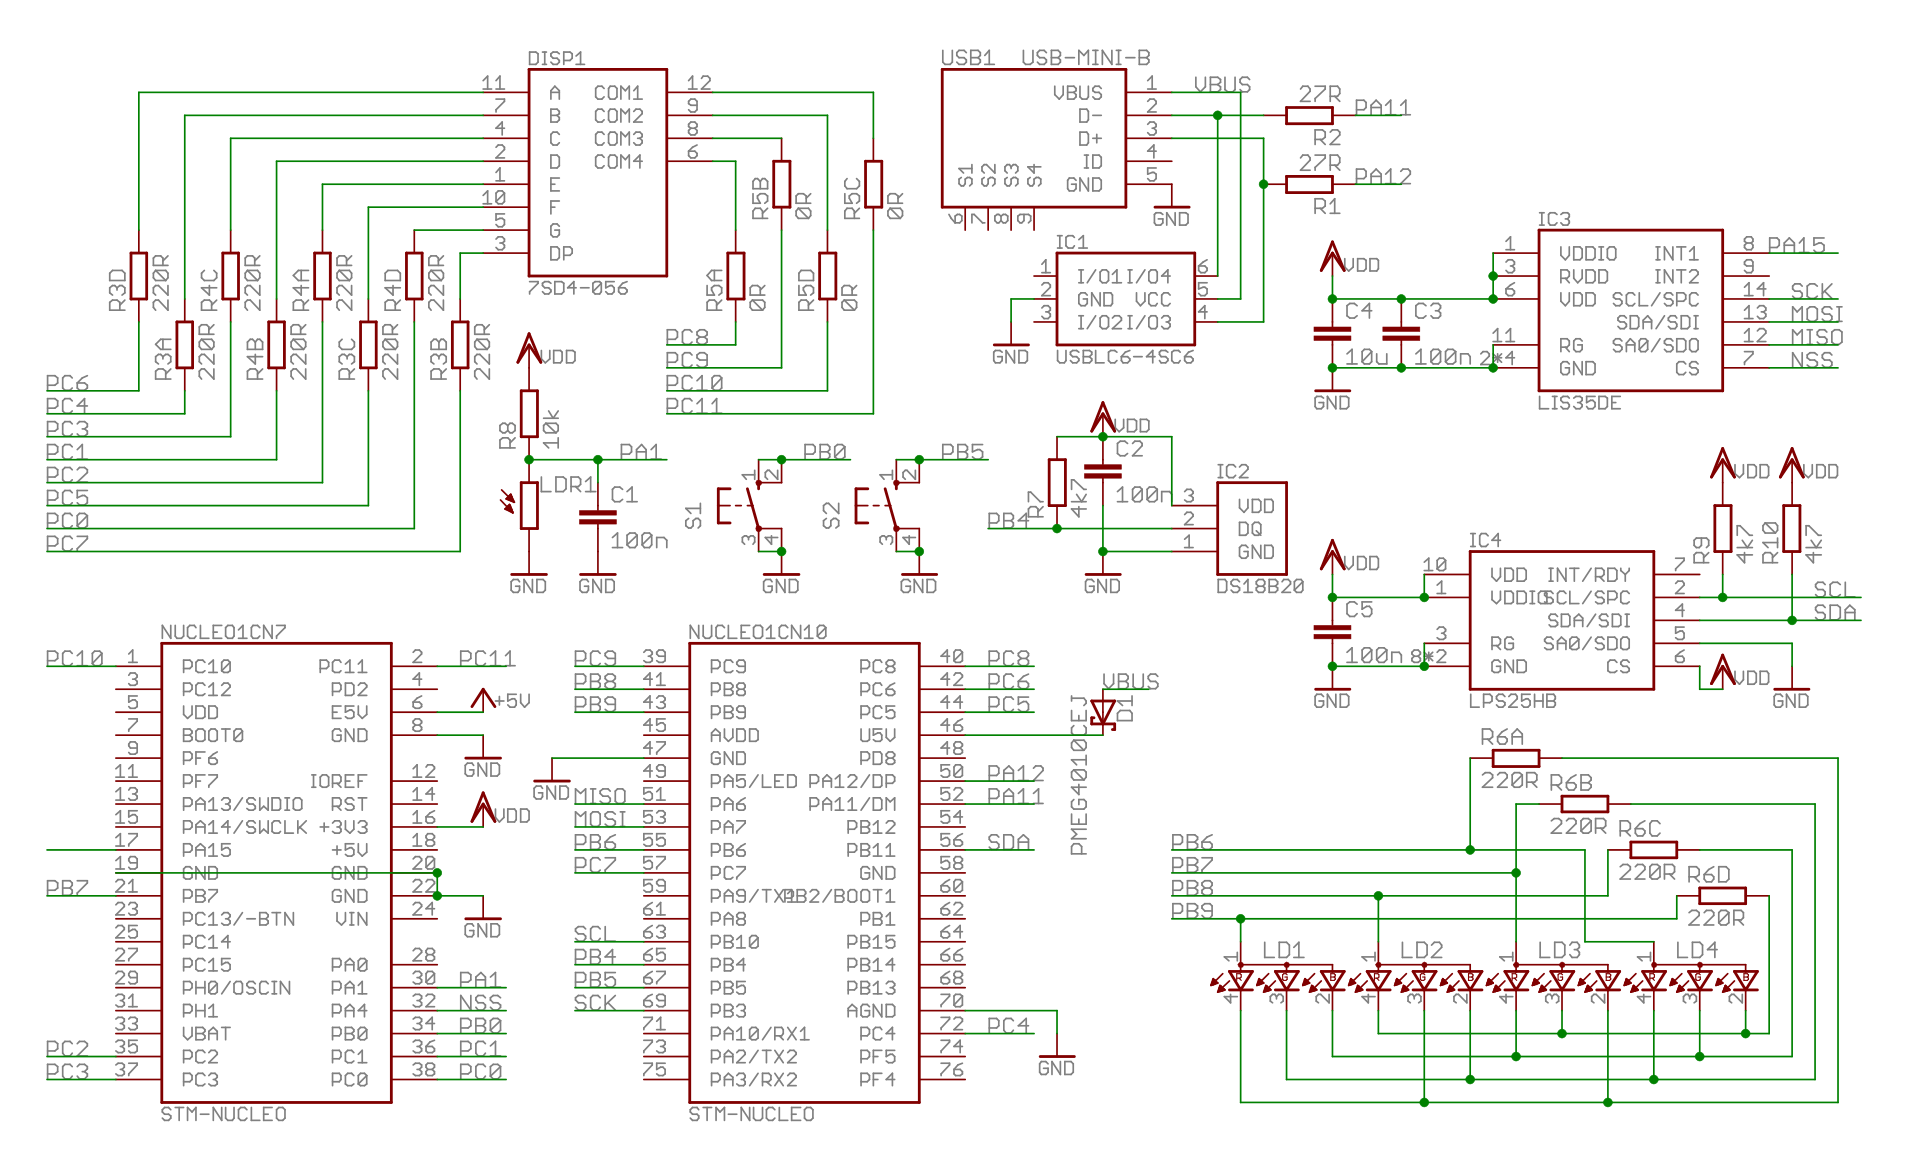 DISP1
11 A COM1 12
7 B COM2 9
4 C COM3 8
2 D COM4 6
1 E
10 F
5 G
3 DP
7SD4-056
R3D 220R
R4C 220R
R4A 220R
R4D 220R
R3A 220R
R4B 220R
R3C 220R
R3B 220R
R5B 0R
R5C 0R
R5A 0R
R5D 0R
PC6
PC4
PC3
PC1
PC2
PC5
PC0
PC7
PC8
PC9
PC10
PC11
USB1 USB-MINI-B
VBUS 1 VBUS
D- 2
D+ 3
ID 4
GND 5
S1 S2 S3 S4
6 7 8 9
GND
27R PA11
R2
27R PA12
R1
IC1
1 I/O1 I/O4 6
2 GND VCC 5
3 I/O2 I/O3 4
GND
USBLC6-4SC6
IC3
1 VDDIO INT1 8 PA15
3 RVDD INT2 9
6 VDD SCL/SPC 14 SCK
SDA/SDI 13 MOSI
11 RG SA0/SDO 12 MISO
2*4 GND CS 7 NSS
LIS35DE
VDD
C4 C3
10u 100n
GND
VDD
R8 10k
PA1
LDR1
C1
100n
GND GND
S1
1 2
3 4
PB0
GND
S2
1 2
3 4
PB5
GND
VDD
R7 4k7
C2
100n
PB4
GND
IC2
3 VDD
2 DQ
1 GND
DS18B20
VDD VDD
R9 4k7
R10 4k7
IC4
10 VDD INT/RDY 7
1 VDDIO SCL/SPC 2 SCL
SDA/SDI 4 SDA
3 RG SA0/SDO 5
8*2 GND CS 6
LPS25HB
VDD
C5
100n
GND
VDD
GND
NUCLEO1CN7
PC10 1 PC10 PC11 2 PC11
3 PC12 PD2 4
5 VDD E5V 6 +5V
7 BOOT0 GND 8
9 PF6
GND
11 PF7 IOREF 12
13 PA13/SWDIO RST 14
15 PA14/SWCLK +3V3 16 VDD
17 PA15 +5V 18
19 GND GND 20
PB7 21 PB7 GND 22
23 PC13/-BTN VIN 24
GND
25 PC14
27 PC15 PA0 28
29 PH0/OSCIN PA1 30 PA1
31 PH1 PA4 32 NSS
33 VBAT PB0 34 PB0
PC2 35 PC2 PC1 36 PC1
PC3 37 PC3 PC0 38 PC0
STM-NUCLEO
NUCLEO1CN10
PC9 39 PC9 PC8 40 PC8
PB8 41 PB8 PC6 42 PC6
PB9 43 PB9 PC5 44 PC5
45 AVDD U5V 46
47 GND PD8 48
GND
49 PA5/LED PA12/DP 50 PA12
MISO 51 PA6 PA11/DM 52 PA11
MOSI 53 PA7 PB12 54
PB6 55 PB6 PB11 56 SDA
PC7 57 PC7 GND 58
59 PA9/TX1 PB2/BOOT1 60
61 PA8 PB1 62
SCL 63 PB10 PB15 64
PB4 65 PB4 PB14 66
PB5 67 PB5 PB13 68
SCK 69 PB3 AGND 70
71 PA10/RX1 PC4 72 PC4
73 PA2/TX2 PF5 74
75 PA3/RX2 PF4 76
GND
STM-NUCLEO
VBUS
D1
PMEG4010CEJ
R6A
220R
R6B
220R
R6C
220R
R6D
220R
PB6
PB7
PB8
PB9
LD1 LD2 LD3 LD4
1 1 1 1
R G B R G B R G B R G B
4 3 2 4 3 2 4 3 2 4 3 2